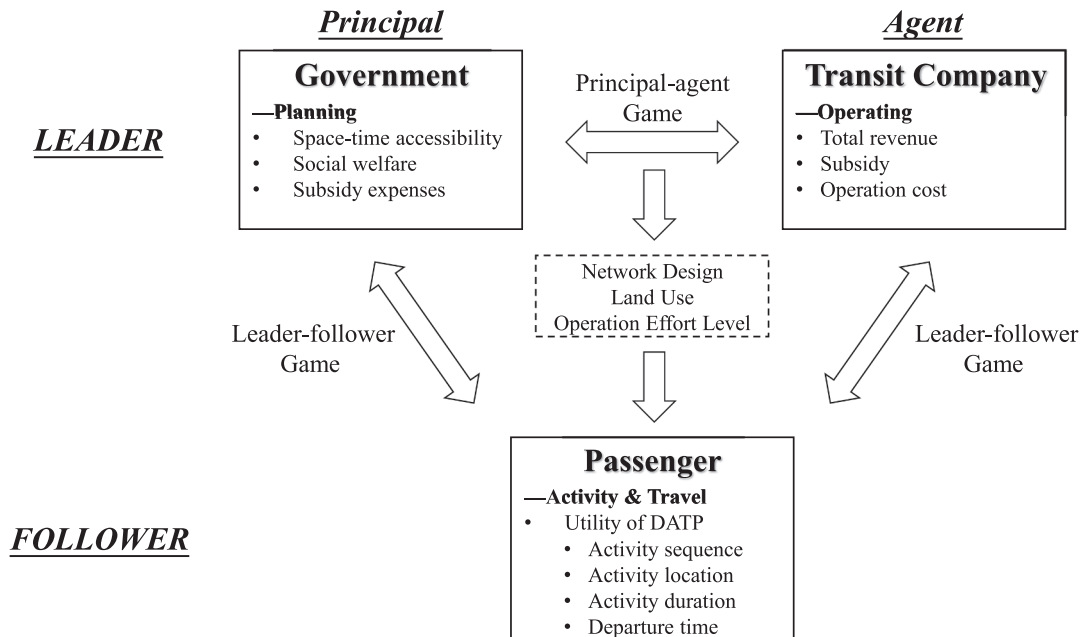 Principal
Agent
LEADER
Government
—Planning
• Space-time accessibility
• Social welfare
• Subsidy expenses
Principal-agent
Game
Transit Company
—Operating
• Total revenue
• Subsidy
• Operation cost
Network Design
Land Use
Operation Effort Level
Leader-follower
Game
Leader-follower
Game
FOLLOWER
Passenger
—Activity & Travel
• Utility of DATP
• Activity sequence
• Activity location
• Activity duration
• Departure time